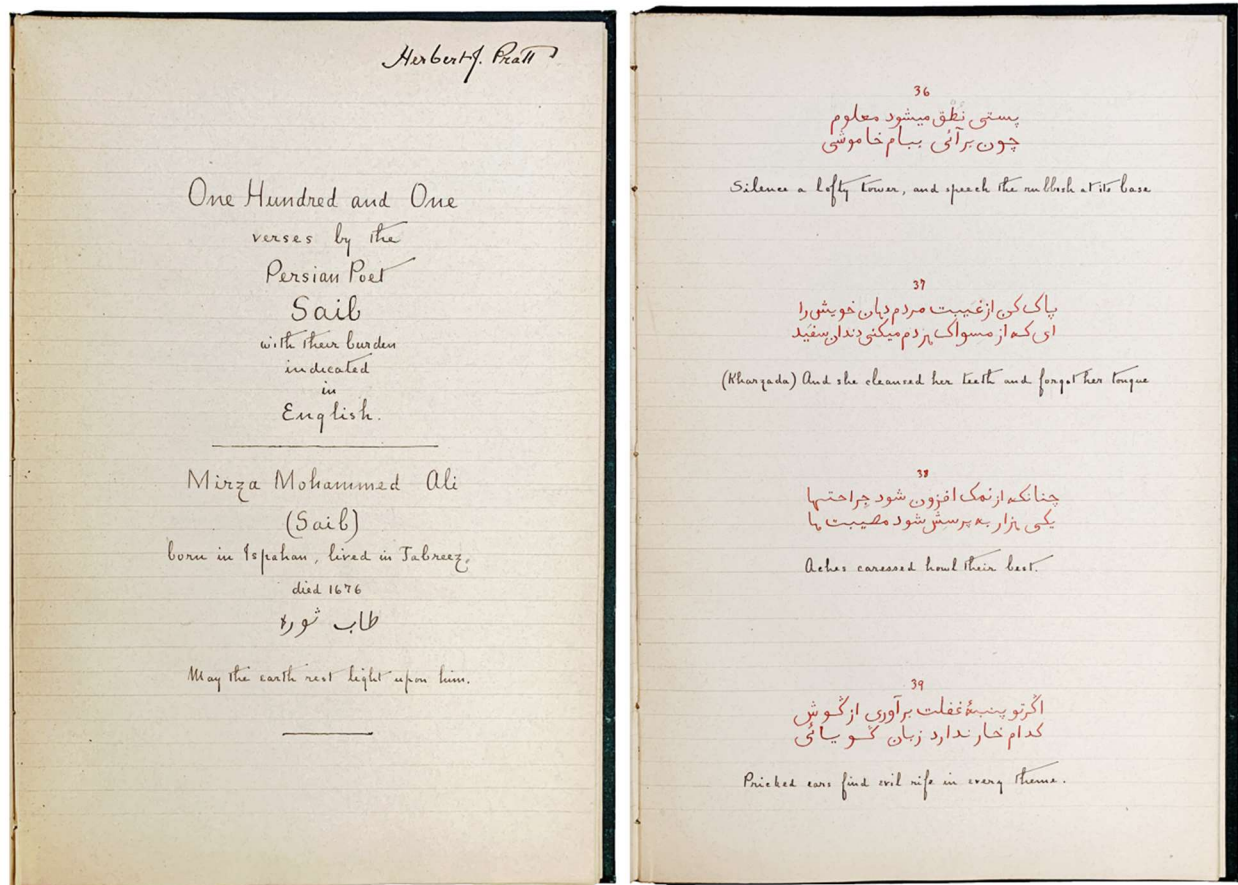 Herbert J. Pratt
One Hundred and One
verses by the
Persian Poet
Saib
with their burden
indicated
in
English.
Mirza Mohammed Ali
(Saib)
born in Ispahan, lived in Tabreez,
died 1676
طاب ثوره
May the earth rest light upon him.
36
پستی نُطْق میشود معلوم
چون برآئی ببام خاموشی
Silence a lofty tower, and speech the rubbish at its base
37
پاک کن از غیبت مردم دهان خویش را
ای که از مسواک هر دم میکنی دندان سفید
(Kharzada) And she cleansed her teeth and forgot her tongue
38
چنانکه از نمک افزون شود جراحتها
یکی هزار به پرسش شود مصیبت ها
Aches caressed howl their best.
39
اگر تو پنبهٔ غفلت برآوری از گوش
کدام خار ندارد زبان گویائی
Pricked ears find evil rife in every theme.